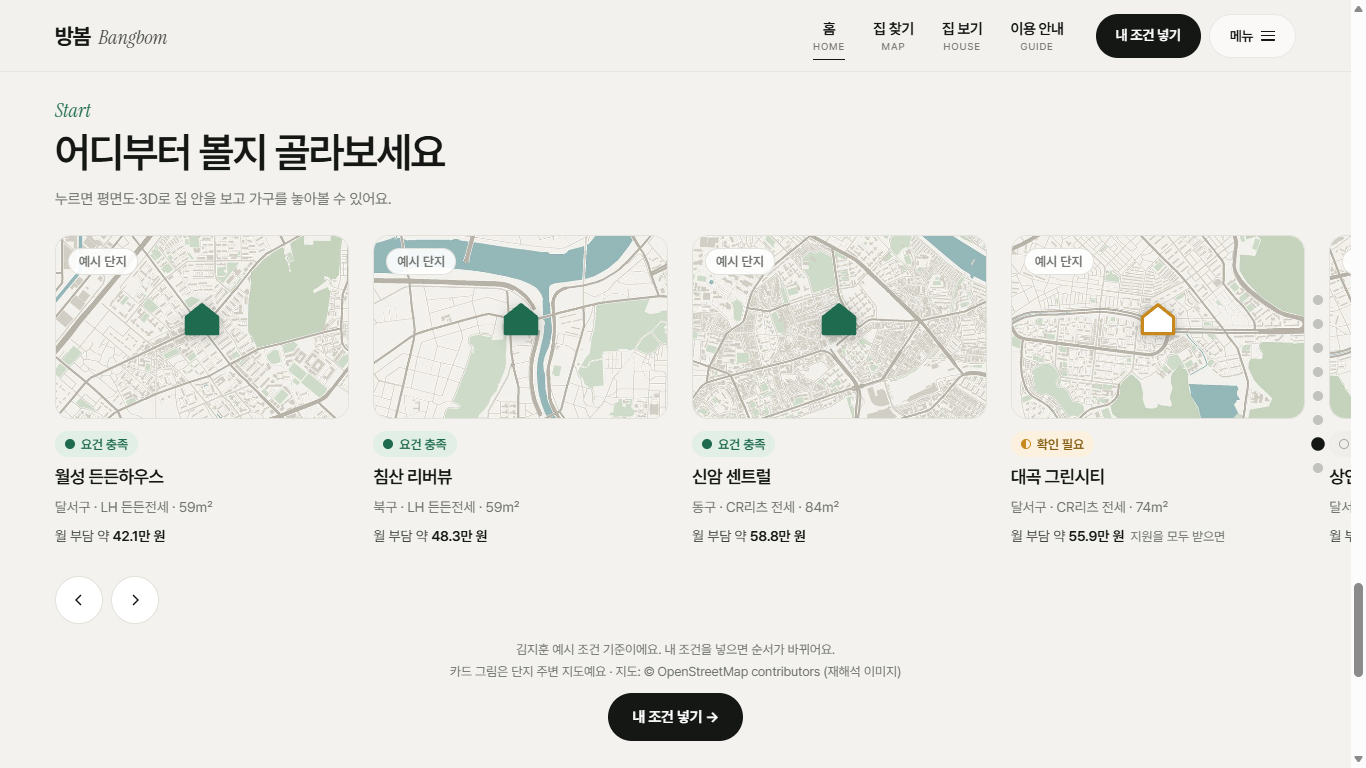 방봄 Bangbom
홈
HOME
집 찾기
MAP
집 보기
HOUSE
이용 안내
GUIDE
내 조건 넣기
메뉴
Start
어디부터 볼지 골라보세요
누르면 평면도·3D로 집 안을 보고 가구를 놓아볼 수 있어요.
예시 단지
요건 충족
월성 든든하우스
달서구 · LH 든든전세 · 59m²
월 부담 약 42.1만 원
예시 단지
요건 충족
침산 리버뷰
북구 · LH 든든전세 · 59m²
월 부담 약 48.3만 원
예시 단지
요건 충족
신암 센트럴
동구 · CR리츠 전세 · 84m²
월 부담 약 58.8만 원
예시 단지
확인 필요
대곡 그린시티
달서구 · CR리츠 전세 · 74m²
월 부담 약 55.9만 원 지원을 모두 받으면
김지훈 예시 조건 기준이에요. 내 조건을 넣으면 순서가 바뀌어요.
카드 그림은 단지 주변 지도예요 · 지도: © OpenStreetMap contributors (재해석 이미지)
내 조건 넣기 →